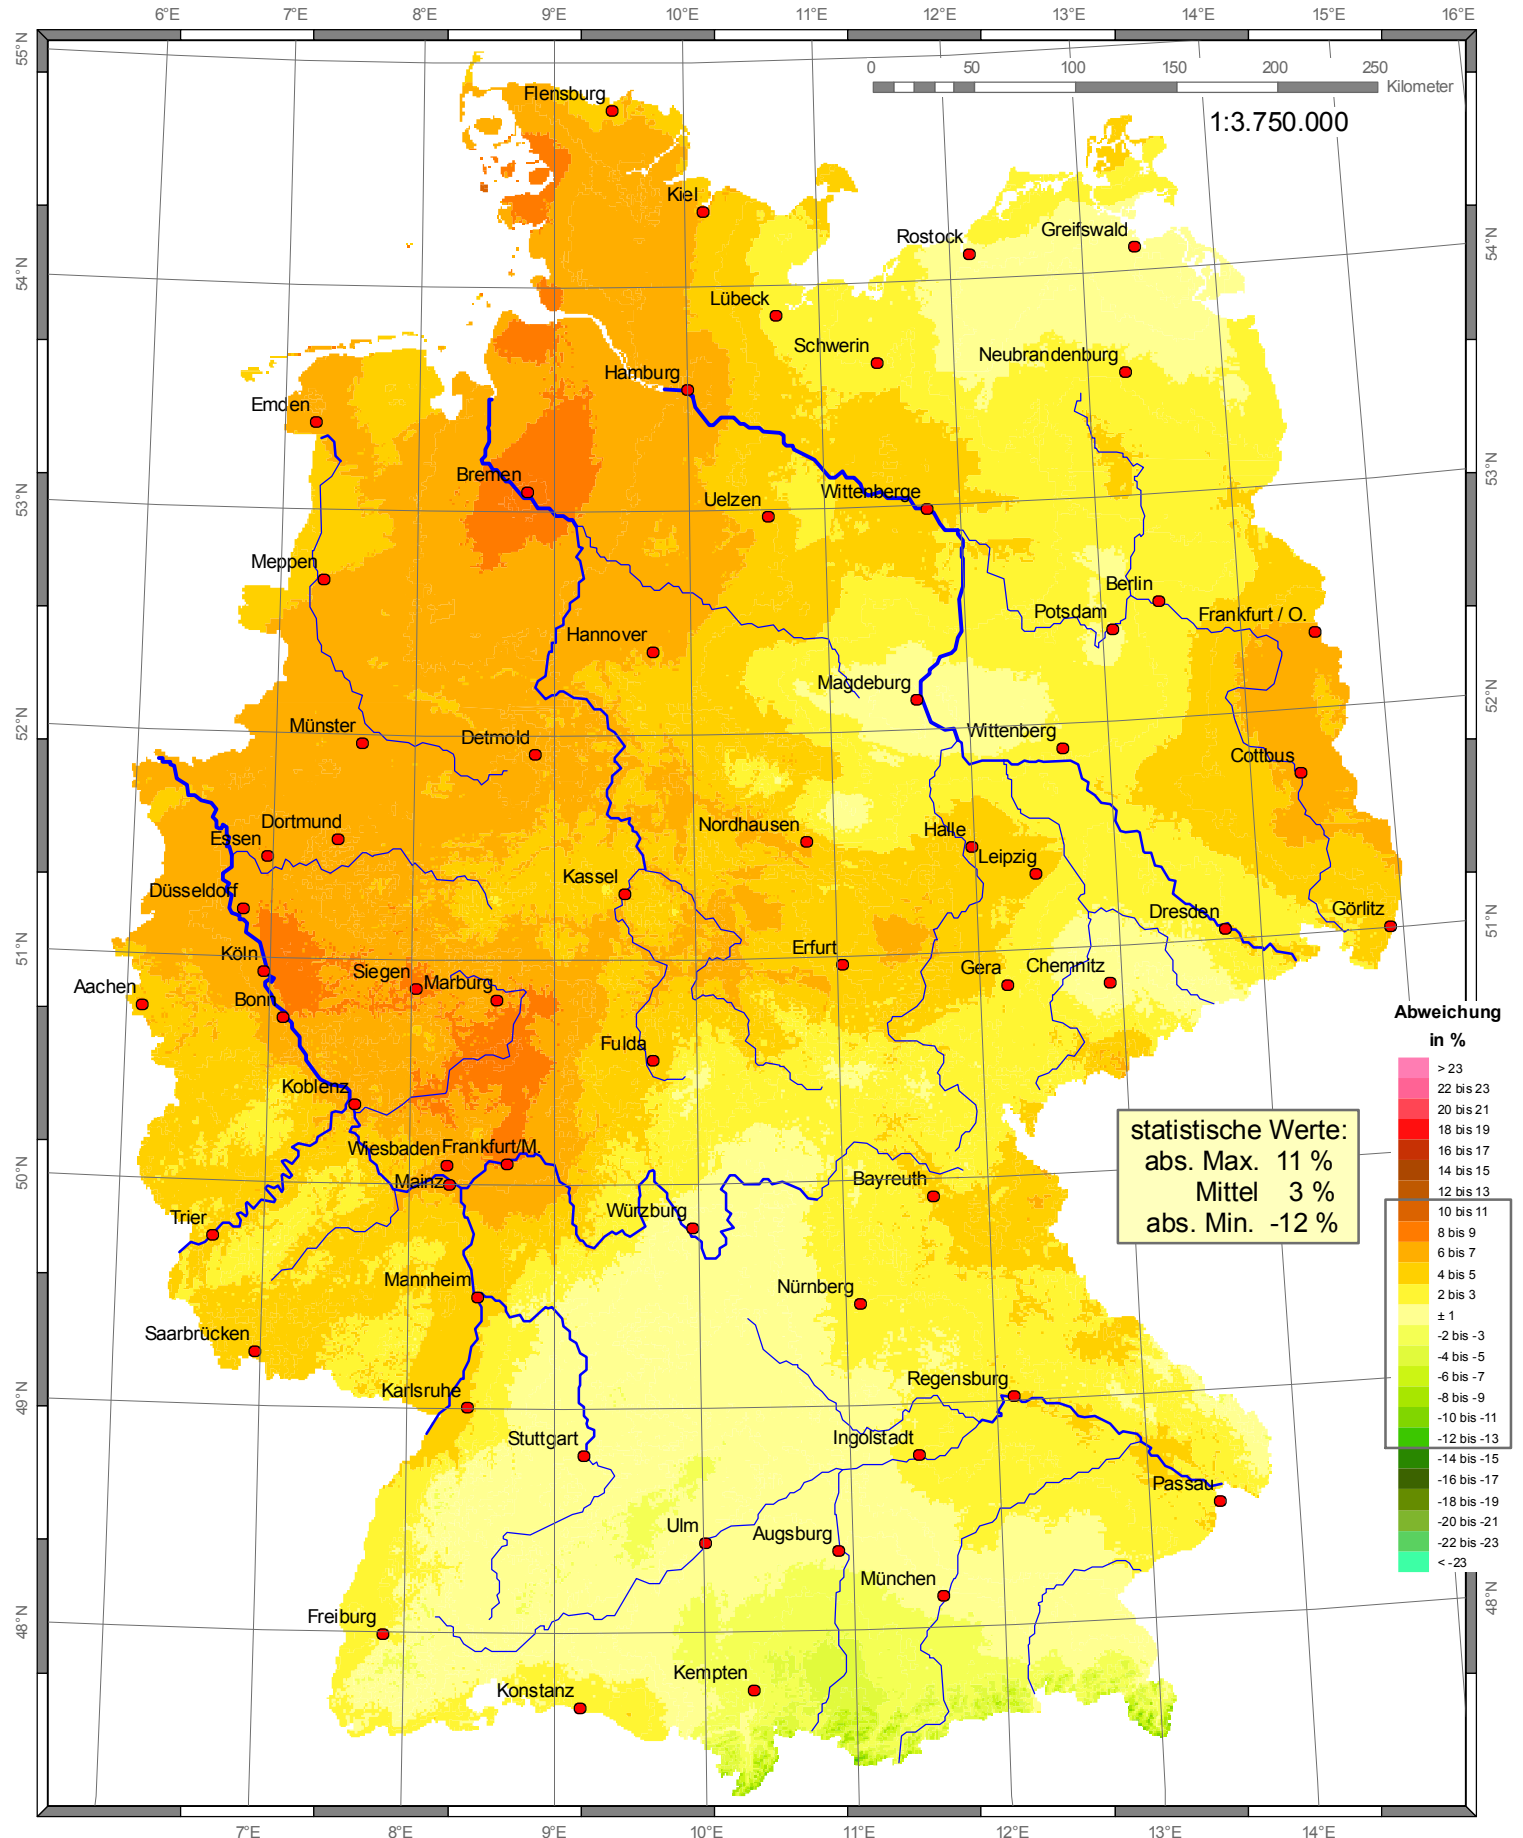 6°E 7°E 8°E 9°E 10°E 11°E 12°E 13°E 14°E 15°E 16°E
55°N
0 50 100 150 200 250
Kilometer
1:3.750.000
Flensburg
Kiel
Rostock
Greifswald
54°N
54°N
Lübeck
Schwerin
Neubrandenburg
Hamburg
Emden
Bremen
Uelzen
Wittenberge
53°N
53°N
Meppen
Berlin
Potsdam
Frankfurt / O.
Hannover
Magdeburg
52°N
52°N
Münster
Detmold
Wittenberg
Cottbus
Dortmund
Essen
Nordhausen
Halle
Leipzig
Kassel
Düsseldorf
Dresden
Görlitz
51°N
51°N
Köln
Erfurt
Siegen
Marburg
Gera
Chemnitz
Aachen
Bonn
Fulda
Koblenz
Abweichung
in %
> 23
22 bis 23
20 bis 21
18 bis 19
16 bis 17
14 bis 15
12 bis 13
10 bis 11
8 bis 9
6 bis 7
4 bis 5
2 bis 3
± 1
-2 bis -3
-4 bis -5
-6 bis -7
-8 bis -9
-10 bis -11
-12 bis -13
-14 bis -15
-16 bis -17
-18 bis -19
-20 bis -21
-22 bis -23
< -23
statistische Werte:
abs. Max. 11 %
Mittel 3 %
abs. Min. -12 %
Wiesbaden
Frankfurt/M.
50°N
Mainz
Bayreuth
Trier
Würzburg
Mannheim
Nürnberg
Saarbrücken
Karlsruhe
Regensburg
49°N
Stuttgart
Ingolstadt
Passau
Ulm
Augsburg
München
48°N
48°N
Freiburg
Kempten
Konstanz
7°E 8°E 9°E 10°E 11°E 12°E 13°E 14°E